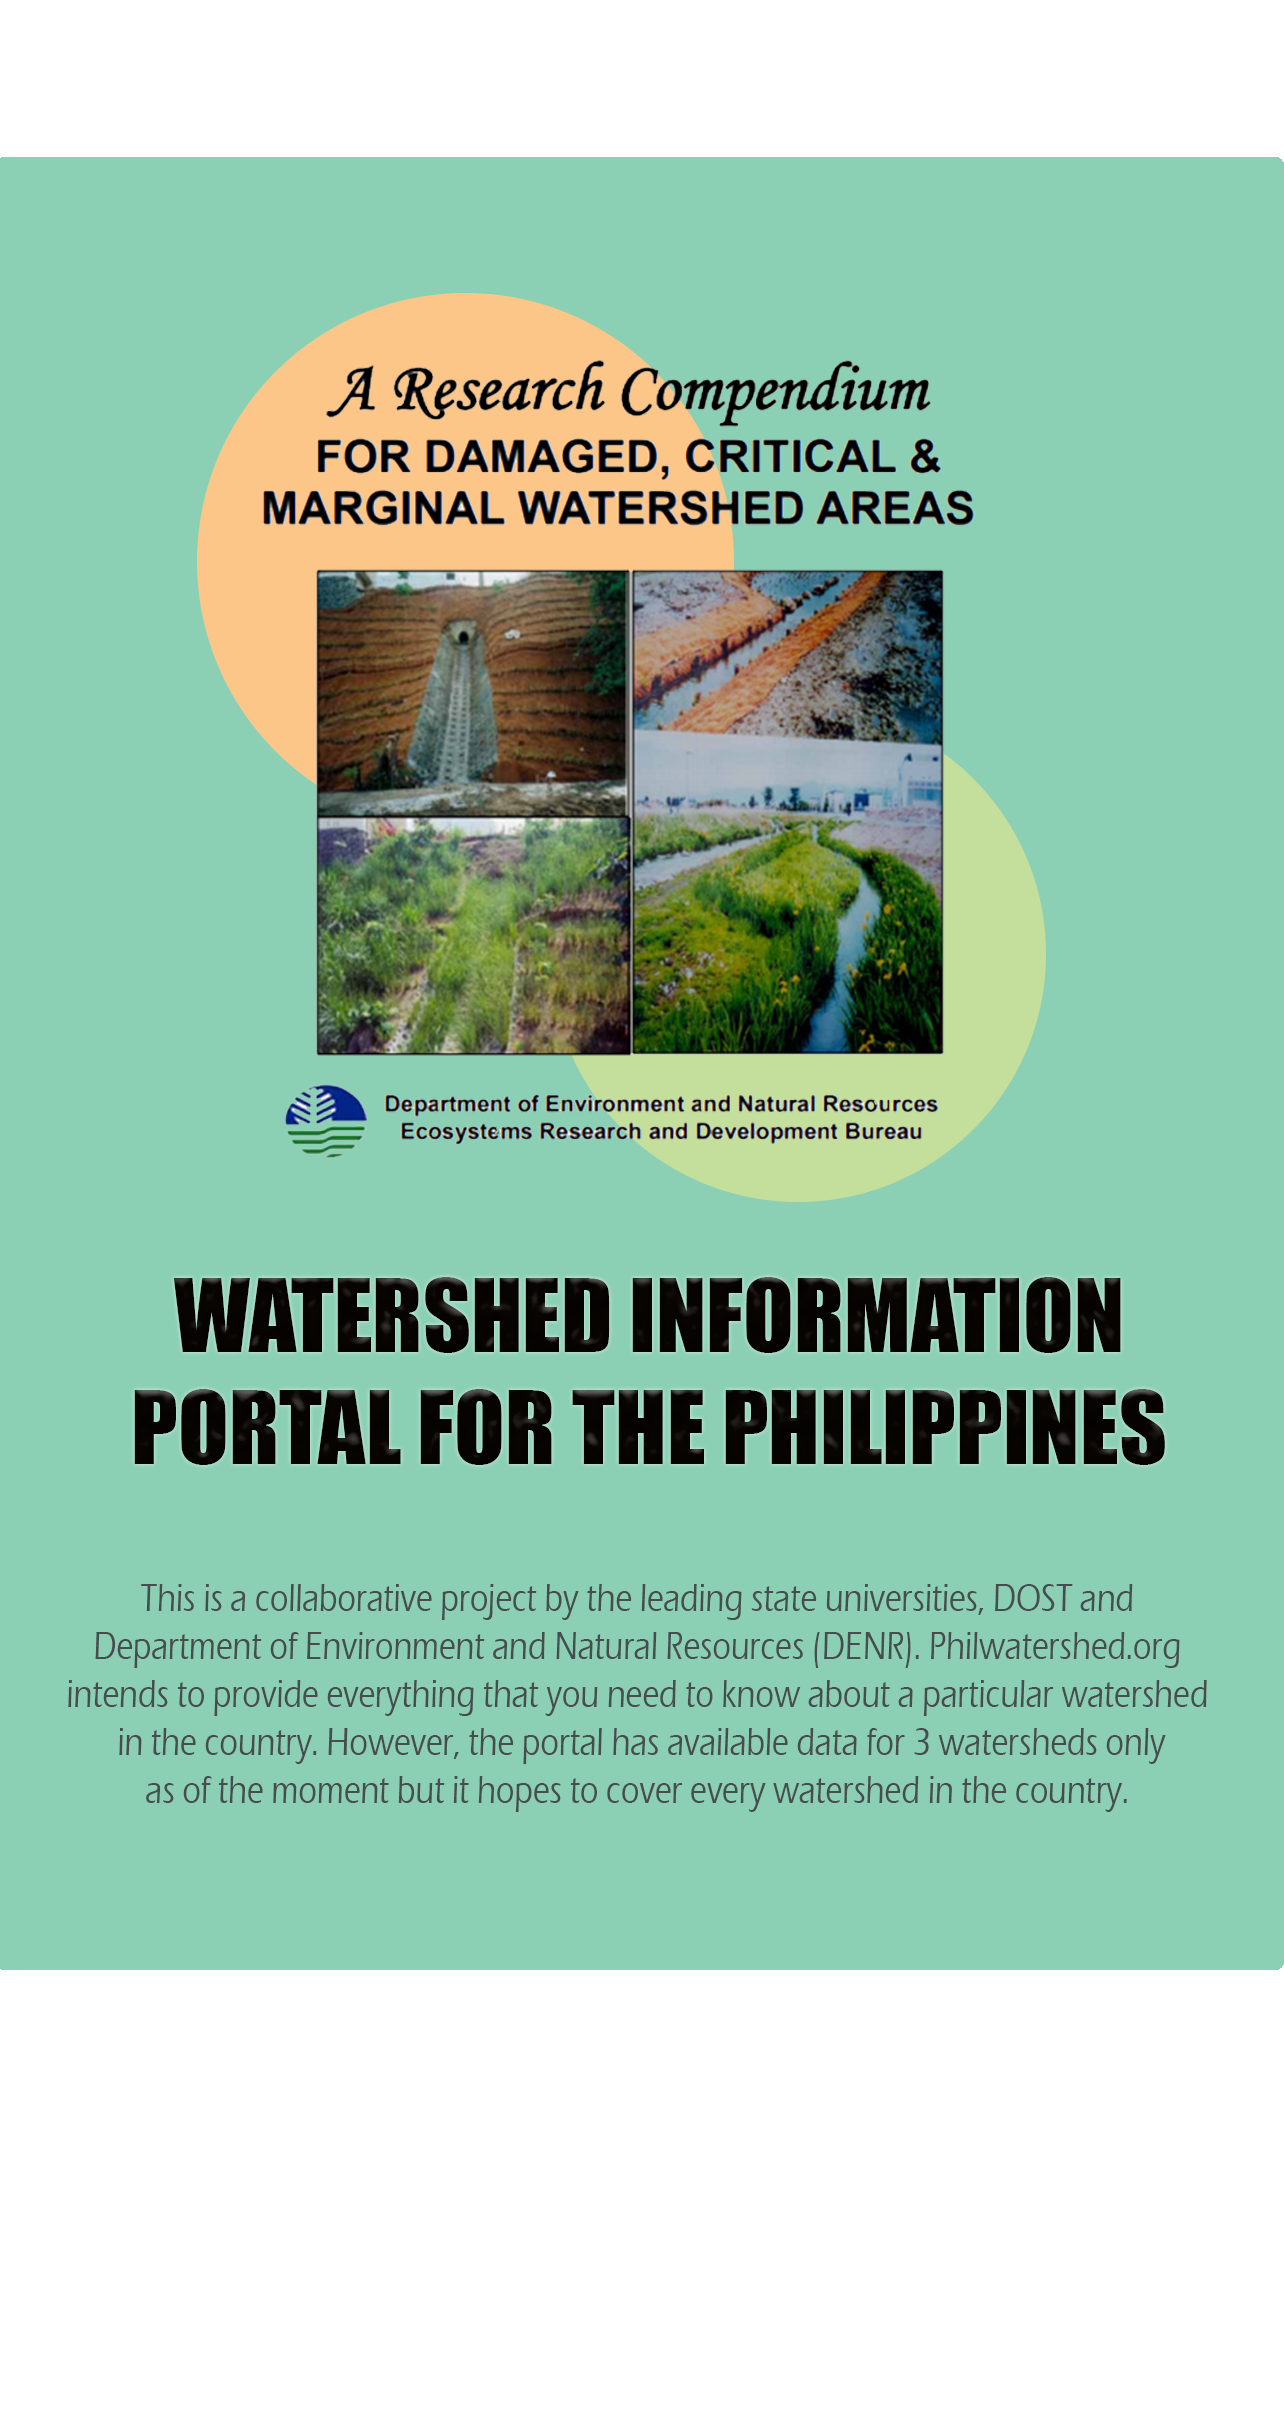 A Research Compendium
FOR DAMAGED, CRITICAL &
MARGINAL WATERSHED AREAS
Department of Environment and Natural Resources
Ecosystems Research and Development Bureau
WATERSHED INFORMATION
PORTAL FOR THE PHILIPPINES
This is a collaborative project by the leading state universities, DOST and
Department of Environment and Natural Resources (DENR). Philwatershed.org
intends to provide everything that you need to know about a particular watershed
in the country. However, the portal has available data for 3 watersheds only
as of the moment but it hopes to cover every watershed in the country.